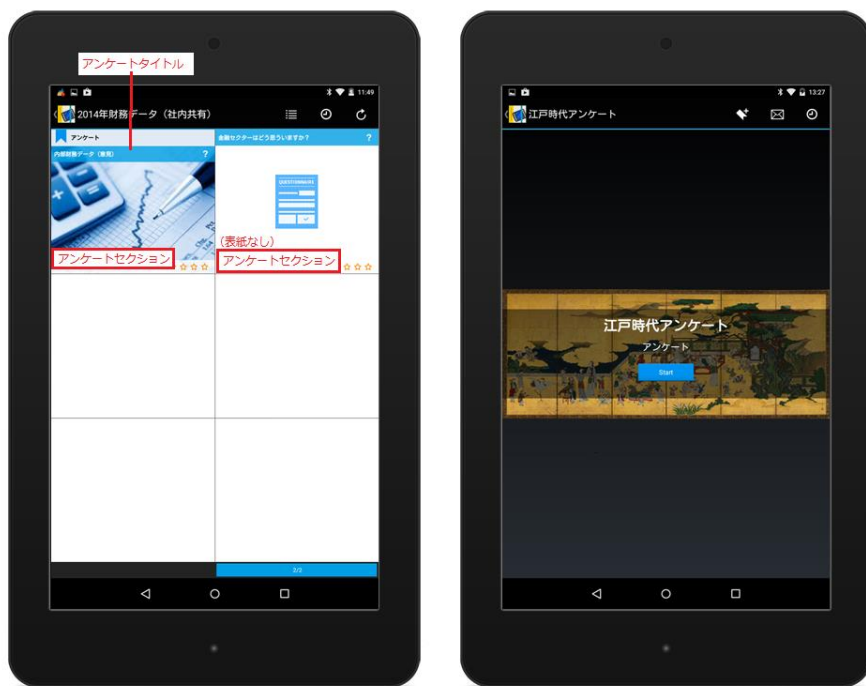 アンケートタイトル
11:49
2014年財務データ（社内共有）
アンケート
金融セクターはどう思ういますか？
?
内部財務データ（東見）
?
QUESTIONNAIRE
（表紙なし）
アンケートセクション
アンケートセクション
13:27
江戸時代アンケート
江戸時代アンケート
アンケート
Start